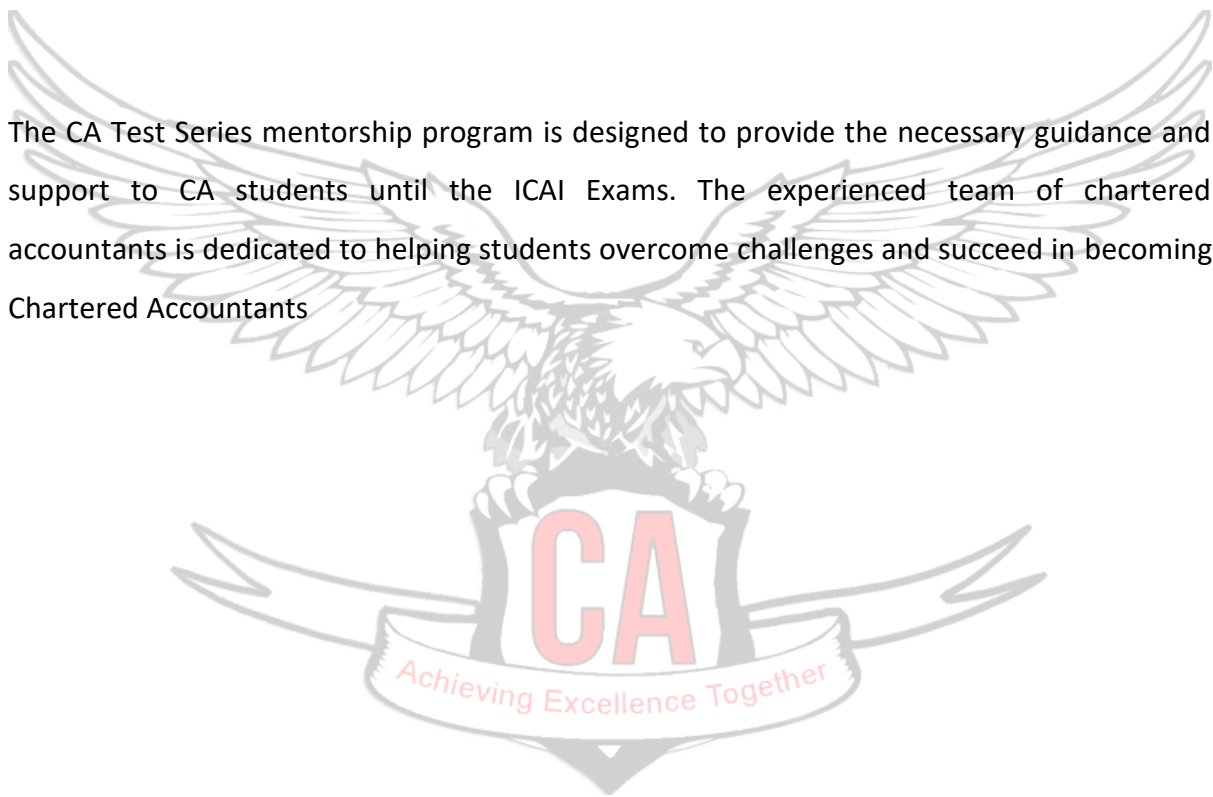 The CA Test Series mentorship program is designed to provide the necessary guidance and
support to CA students until the ICAI Exams. The experienced team of chartered
accountants is dedicated to helping students overcome challenges and succeed in becoming
Chartered Accountants
CA
Achieving Excellence Together